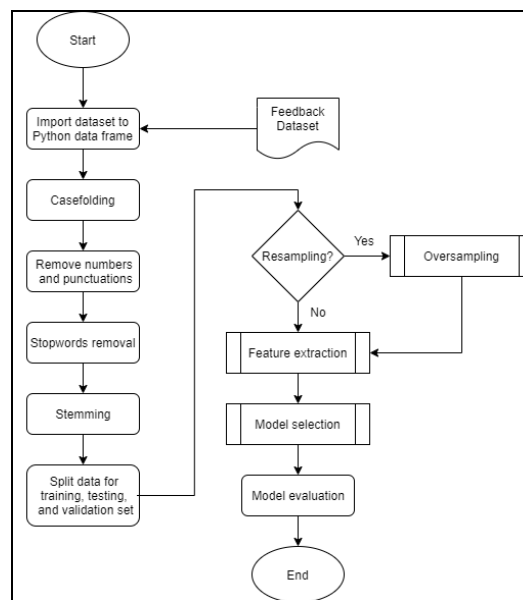 Start
Import dataset to
Python data frame
Feedback
Dataset
Casefolding
Remove numbers
and punctuations
Stopwords removal
Stemming
Split data for
training, testing,
and validation set
Resampling?
Yes
Oversampling
No
Feature extraction
Model selection
Model evaluation
End